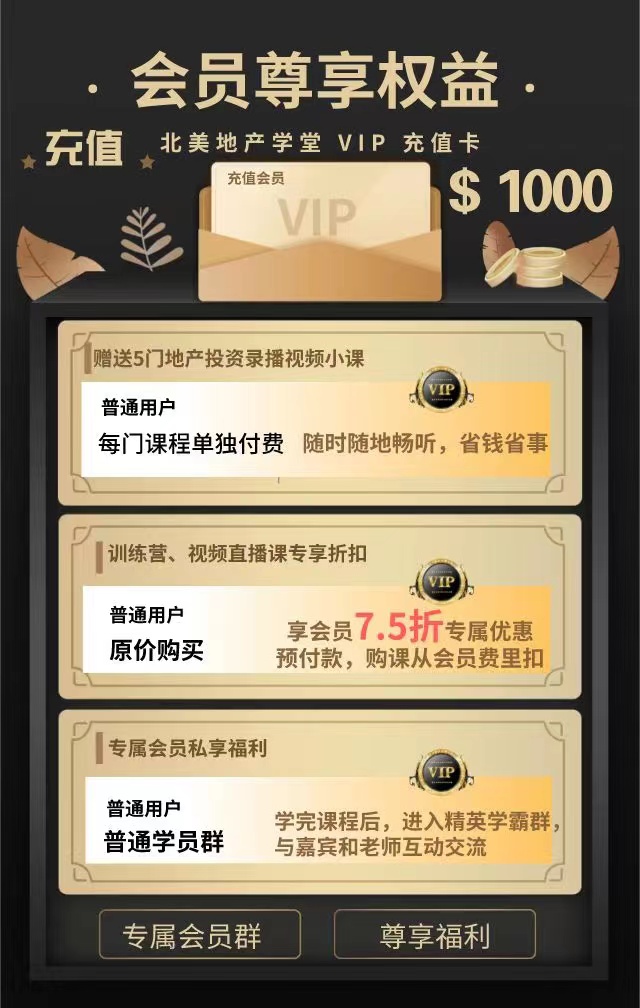 · 会员尊享权益 ·
充值
北美地产学堂 VIP 充值卡
充值会员
VIP
$ 1000
赠送5门地产投资录播视频小课
VIP
普通用户
每门课程单独付费
随时随地畅听，省钱省事
训练营、视频直播课专享折扣
VIP
普通用户
原价购买
享会员7.5折专属优惠
预付款，购课从会员费里扣
专属会员私享福利
VIP
普通用户
普通学员群
学完课程后，进入精英学霸群，
与嘉宾和老师互动交流
专属会员群
尊享福利